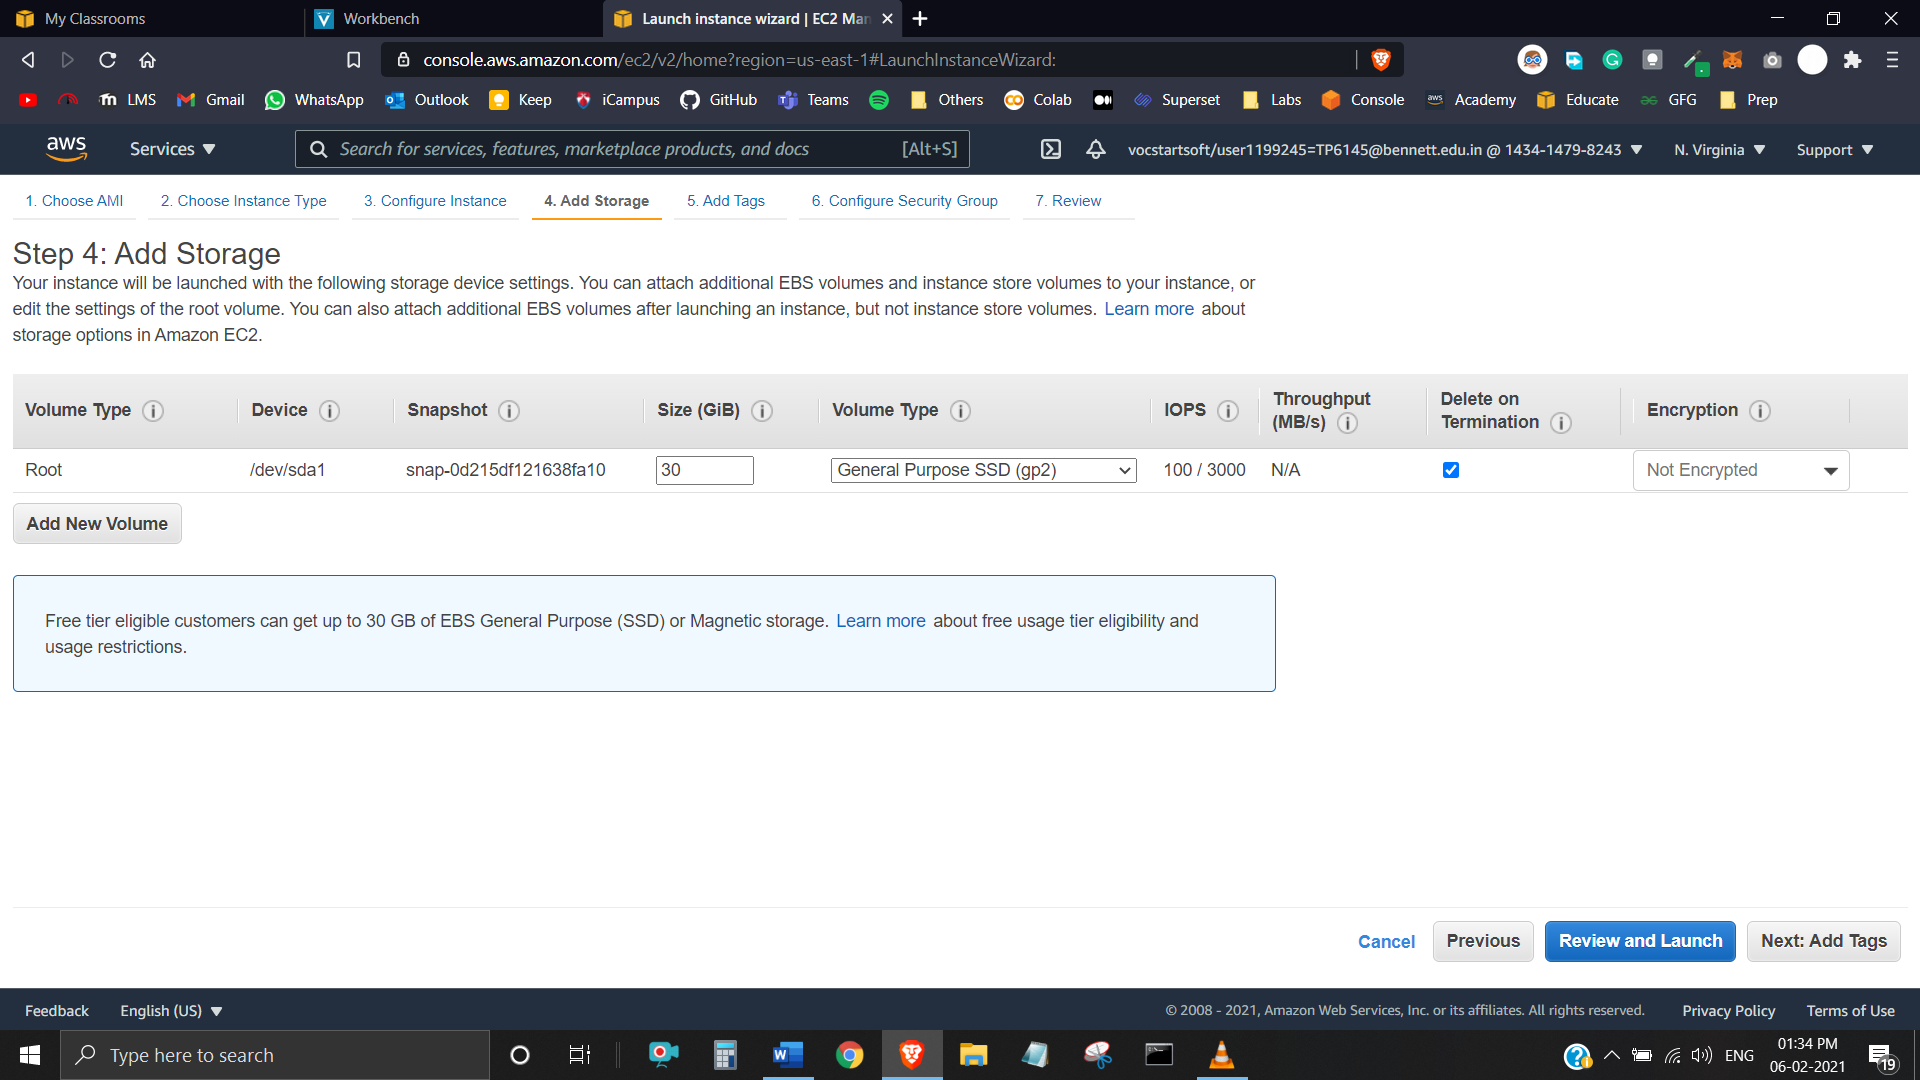 My Classrooms
Workbench
Launch instance wizard | EC2 Man
console.aws.amazon.com/ec2/v2/home?region=us-east-1#LaunchInstanceWizard:
LMS Gmail WhatsApp Outlook Keep iCampus GitHub Teams Others Colab Superset Labs Console aws Academy Educate GFG Prep
aws Services Search for services, features, marketplace products, and docs [Alt+S] vocstartsoft/user1199245=TP6145@bennett.edu.in @ 1434-1479-8243 N. Virginia Support
1. Choose AMI 2. Choose Instance Type 3. Configure Instance 4. Add Storage 5. Add Tags 6. Configure Security Group 7. Review
Step 4: Add Storage
Your instance will be launched with the following storage device settings. You can attach additional EBS volumes and instance store volumes to your instance, or
edit the settings of the root volume. You can also attach additional EBS volumes after launching an instance, but not instance store volumes. Learn more about
storage options in Amazon EC2.
Volume Type Device Snapshot Size (GiB) Volume Type IOPS Throughput (MB/s) Delete on Termination Encryption
Root /dev/sda1 snap-0d215df121638fa10 30 General Purpose SSD (gp2) 100 / 3000 N/A Not Encrypted
Add New Volume
Free tier eligible customers can get up to 30 GB of EBS General Purpose (SSD) or Magnetic storage. Learn more about free usage tier eligibility and
usage restrictions.
Cancel Previous Review and Launch Next: Add Tags
Feedback English (US) © 2008 - 2021, Amazon Web Services, Inc. or its affiliates. All rights reserved. Privacy Policy Terms of Use
Type here to search ENG 01:34 PM
06-02-2021 19